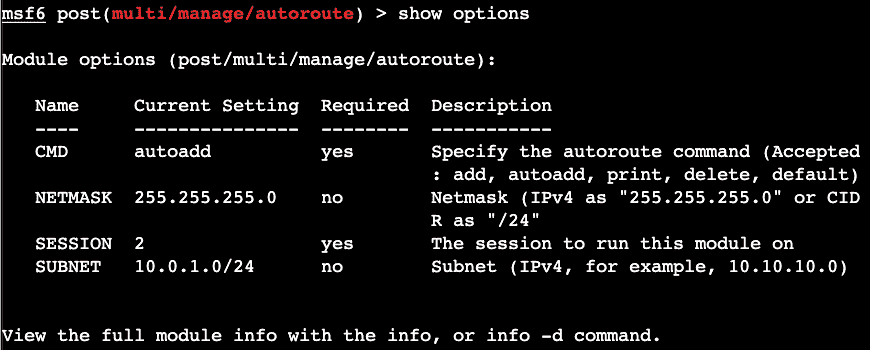 msf6 post(multi/manage/autoroute) > show options
Module options (post/multi/manage/autoroute):
Name     Current Setting  Required  Description
----     ---------------  --------  -----------
CMD      autoadd          yes       Specify the autoroute command (Accepted
: add, autoadd, print, delete, default)
NETMASK  255.255.255.0    no        Netmask (IPv4 as "255.255.255.0" or CID
R as "/24"
SESSION  2                yes       The session to run this module on
SUBNET   10.0.1.0/24      no        Subnet (IPv4, for example, 10.10.10.0)
View the full module info with the info, or info -d command.